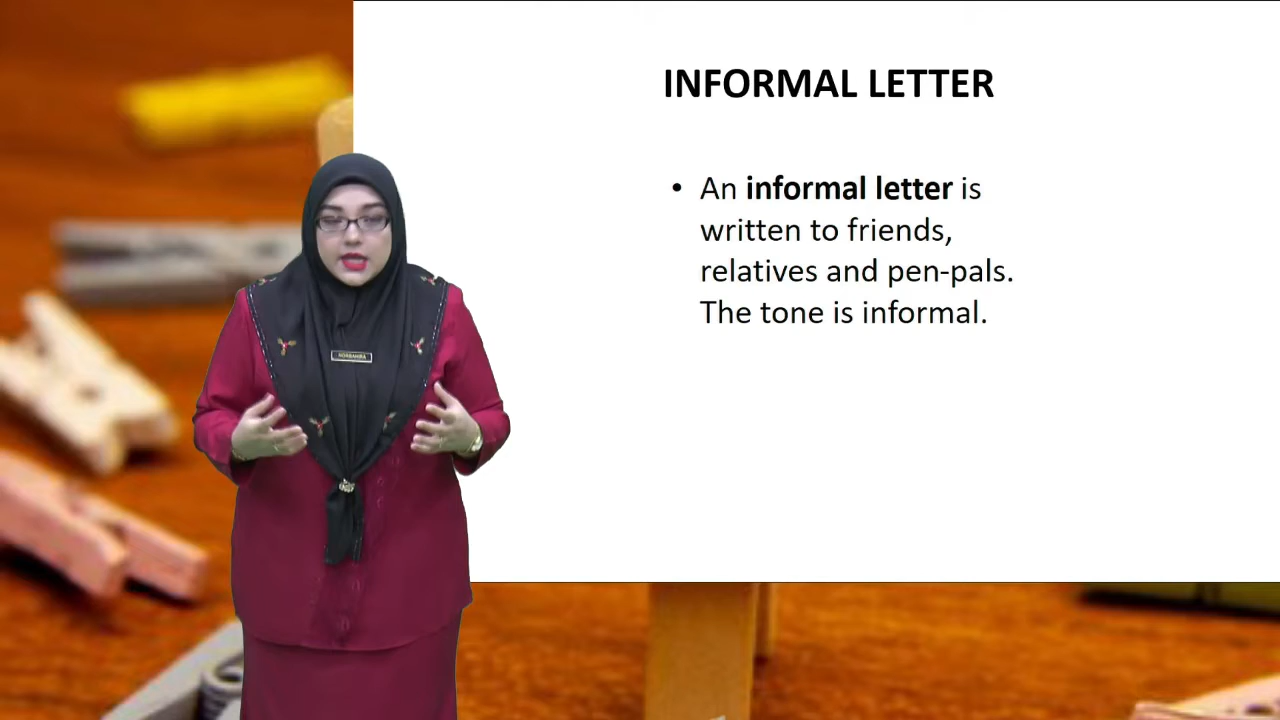 INFORMAL LETTER
• An informal letter is
written to friends,
relatives and pen-pals.
The tone is informal.